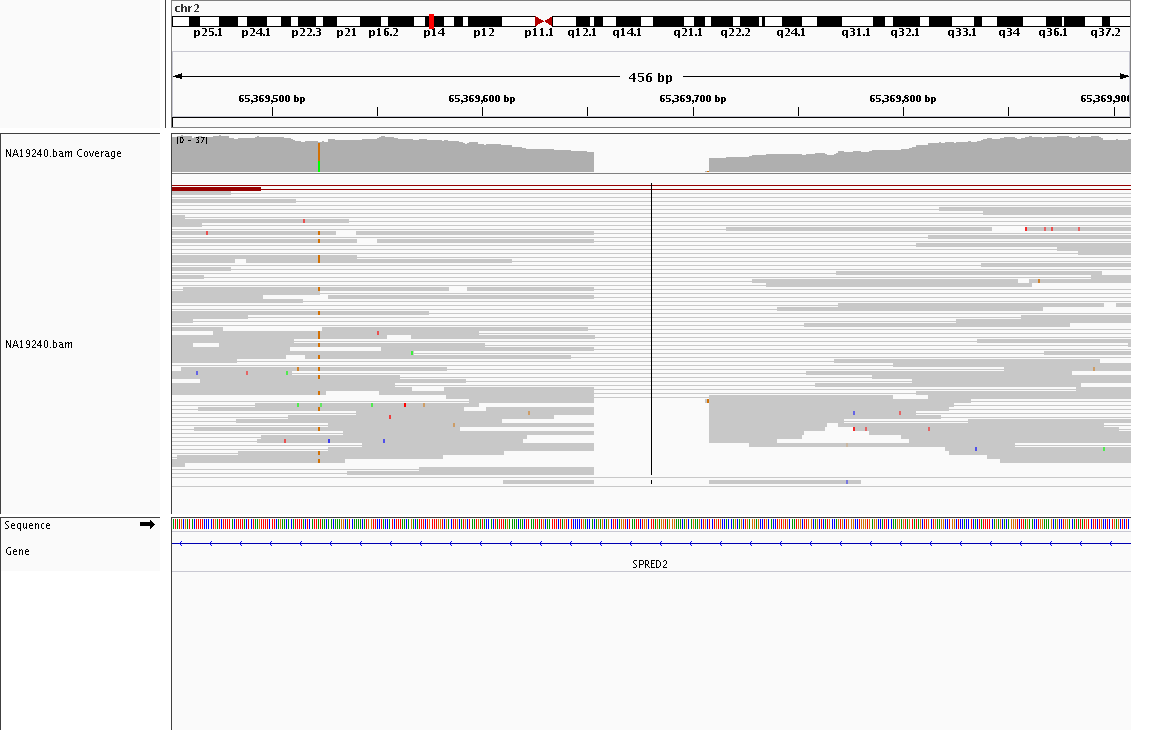 chr2
p25.1 p24.1 p22.3 p21 p16.2 p14 p12 p11.1 q12.1 q14.1 q21.1 q22.2 q24.1 q31.1 q32.1 q33.1 q34 q36.1 q37.2
456 bp
65,369,500 bp 65,369,600 bp 65,369,700 bp 65,369,800 bp 65,369,900
NA19240.bam Coverage
[0 - 37]
NA19240.bam
Sequence
Gene
SPRED2